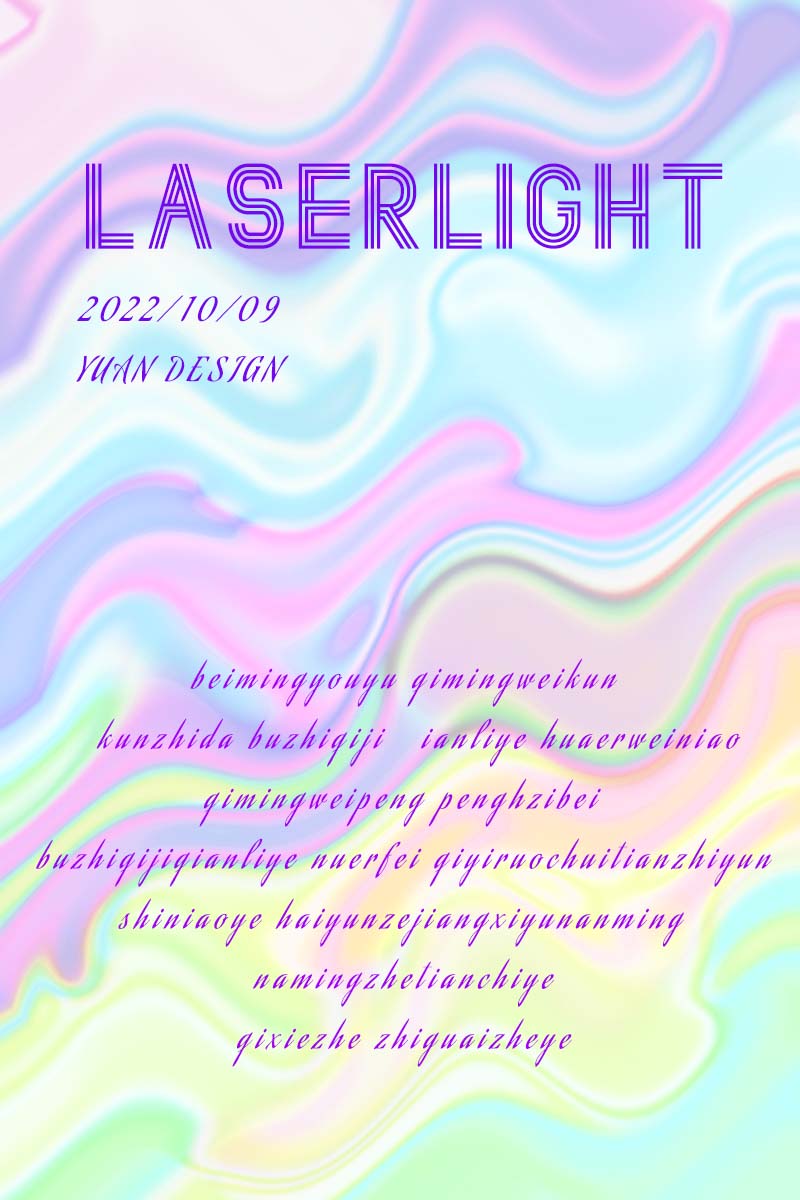 LASERLIGHT
2022/10/09
YUAN DESIGN
beimingyouyu qimingweikun
kunzhida buzhiqiji ianliye huaerweiniao
qimingweipeng penghzibei
buzhiqijiqianliye nuerfei qiyiruochuitianzhiyun
shiniaoye haiyunzejiangxiyunanming
namingzhetianchiye
qixiezhe zhiguaizheye